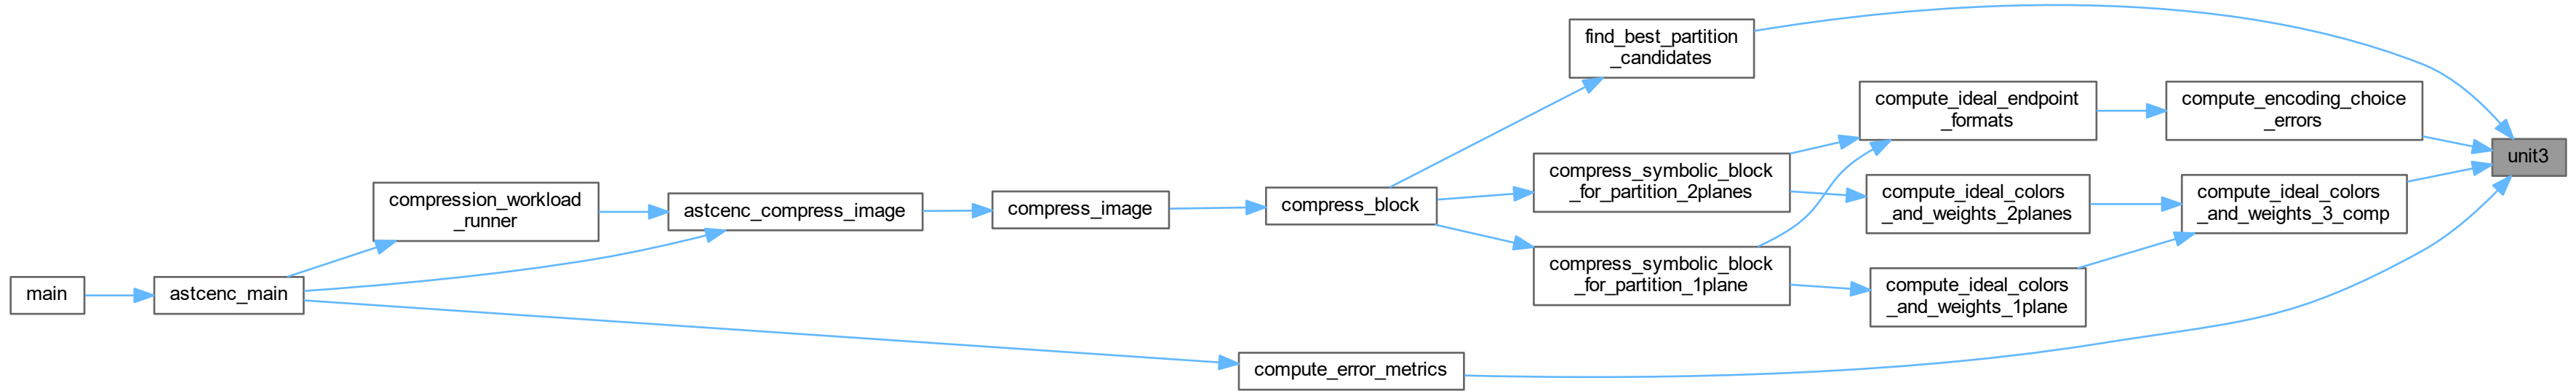 main
astcenc_main
compression_workload
_runner
astcenc_compress_image
compress_image
compress_block
find_best_partition
_candidates
compress_symbolic_block
_for_partition_2planes
compress_symbolic_block
_for_partition_1plane
compute_error_metrics
compute_ideal_endpoint
_formats
compute_ideal_colors
_and_weights_2planes
compute_ideal_colors
_and_weights_1plane
compute_encoding_choice
_errors
compute_ideal_colors
_and_weights_3_comp
unit3